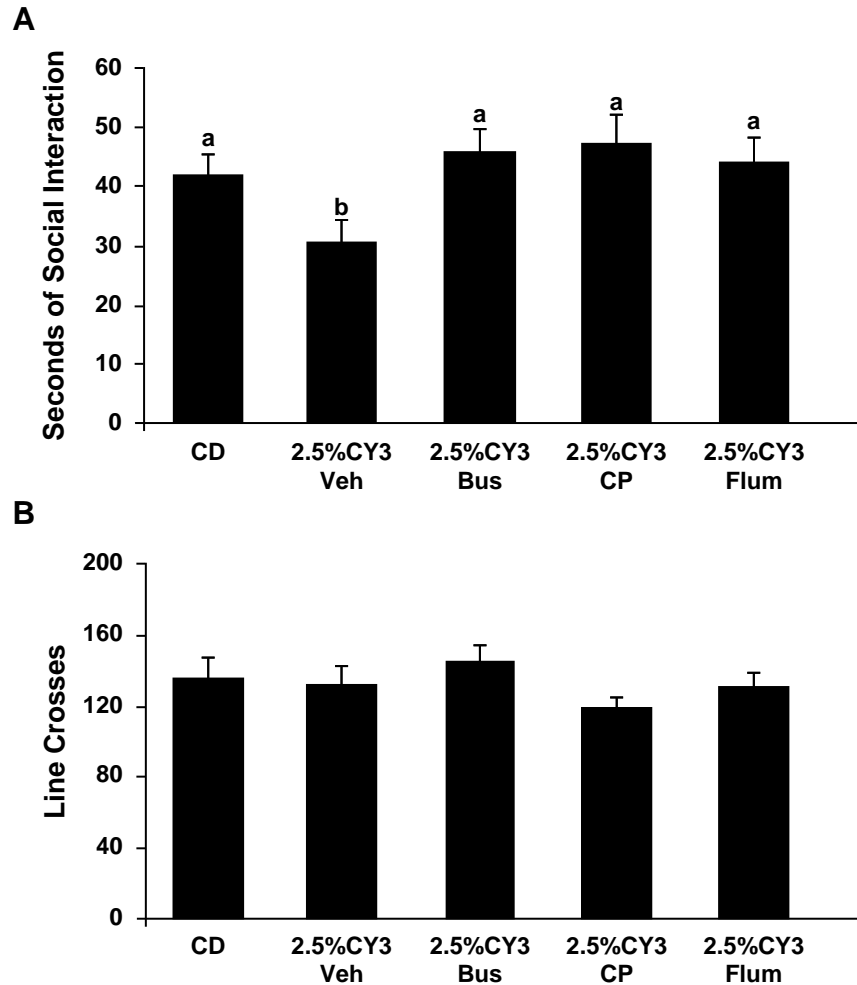 A
Seconds of Social Interaction
60
50
40
30
20
10
0
a
b
a
a
a
CD
2.5%CY3
Veh
2.5%CY3
Bus
2.5%CY3
CP
2.5%CY3
Flum
B
Line Crosses
200
160
120
80
40
0
CD
2.5%CY3
Veh
2.5%CY3
Bus
2.5%CY3
CP
2.5%CY3
Flum